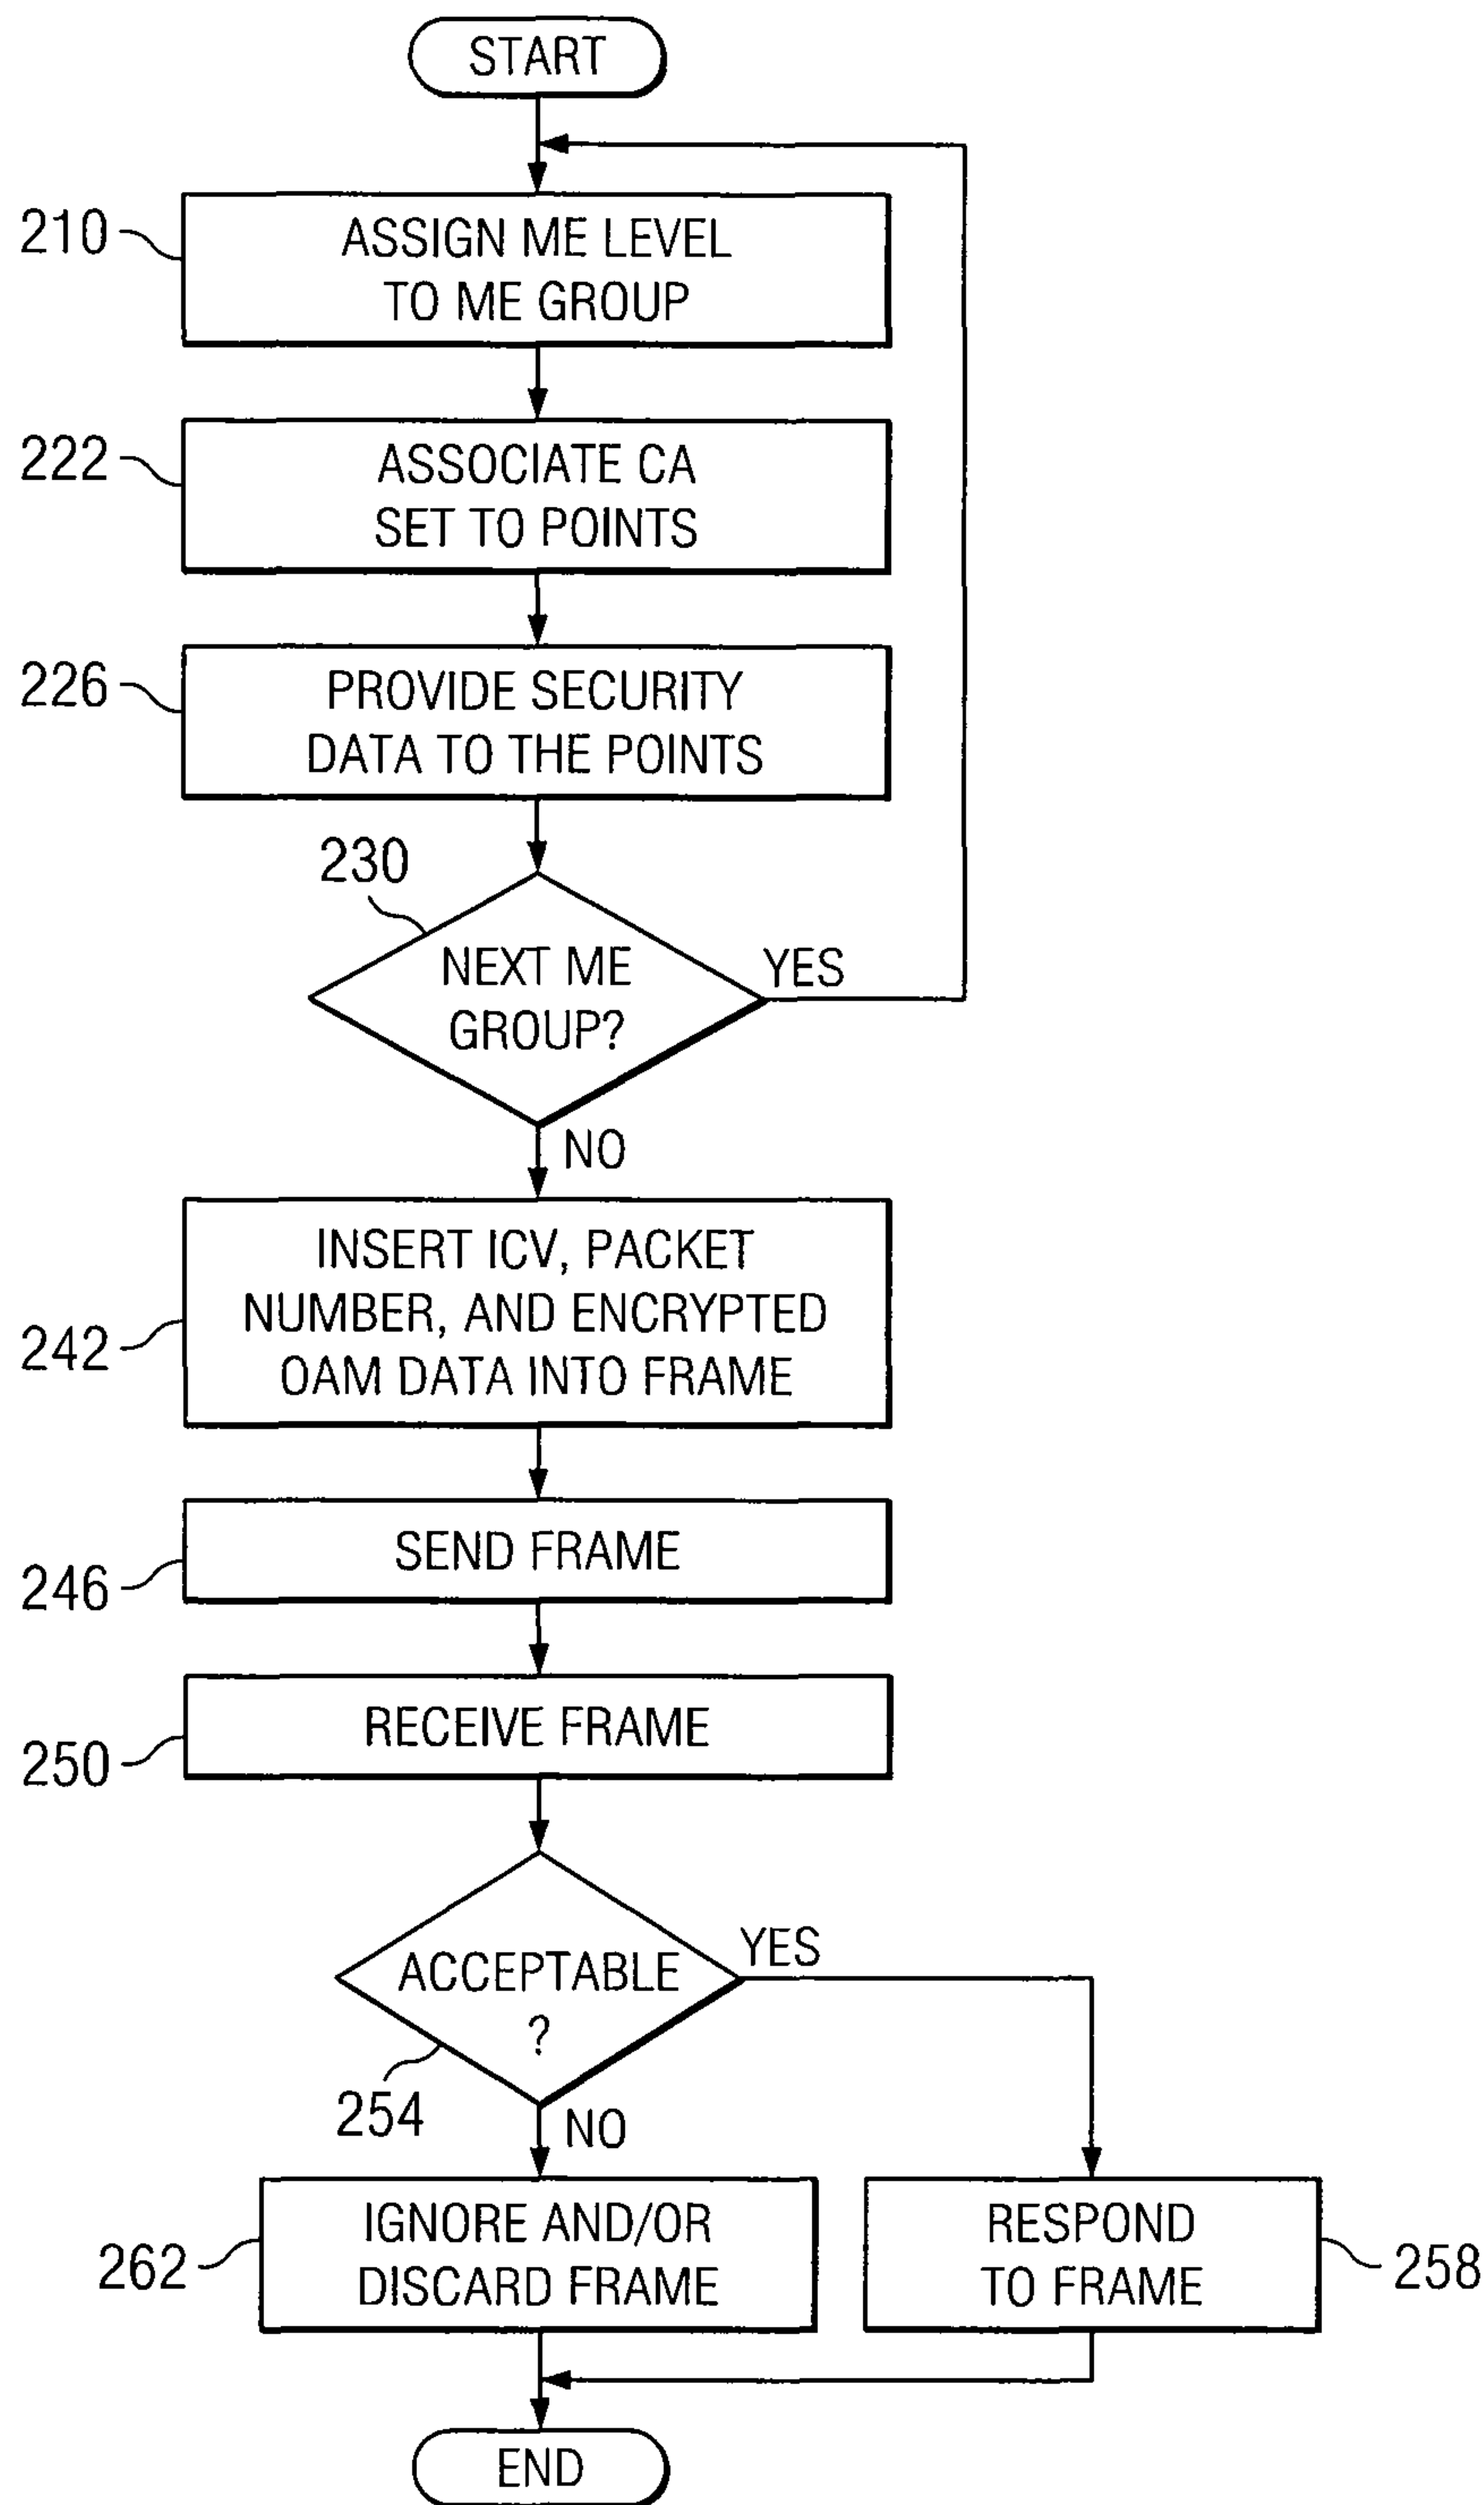 START
210
ASSIGN ME LEVEL
TO ME GROUP
222
ASSOCIATE CA
SET TO POINTS
226
PROVIDE SECURITY
DATA TO THE POINTS
230
NEXT ME
GROUP?
YES
NO
242
INSERT ICV, PACKET
NUMBER, AND ENCRYPTED
OAM DATA INTO FRAME
246
SEND FRAME
250
RECEIVE FRAME
ACCEPTABLE
?
YES
254
NO
262
IGNORE AND/OR
DISCARD FRAME
RESPOND
TO FRAME
258
END